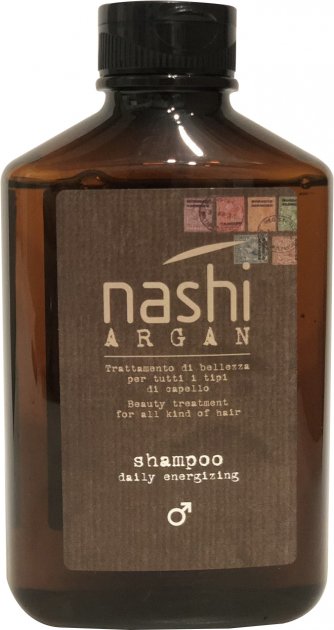 nashi
ARGAN
Trattamento di bellezza
per tutti i tipi
di capello
Beauty treatment
for all kind of hair
shampoo
daily energizing